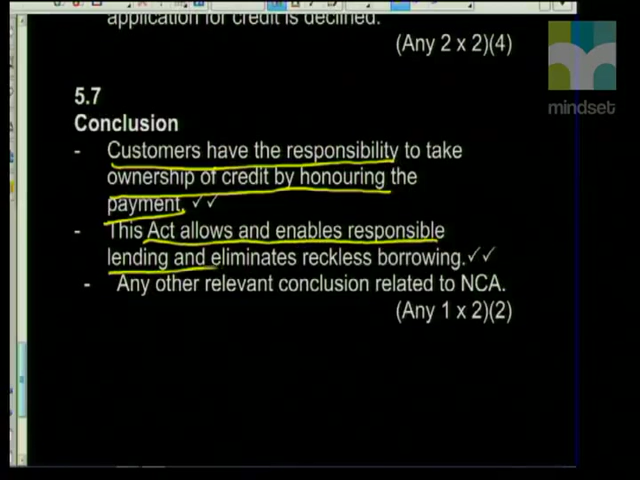 application for credit is declined.
(Any 2 x 2)(4)
mindset
5.7
Conclusion
- Customers have the responsibility to take
ownership of credit by honouring the
payment. ✓✓
- This Act allows and enables responsible
lending and eliminates reckless borrowing.✓✓
- Any other relevant conclusion related to NCA.
(Any 1 x 2)(2)